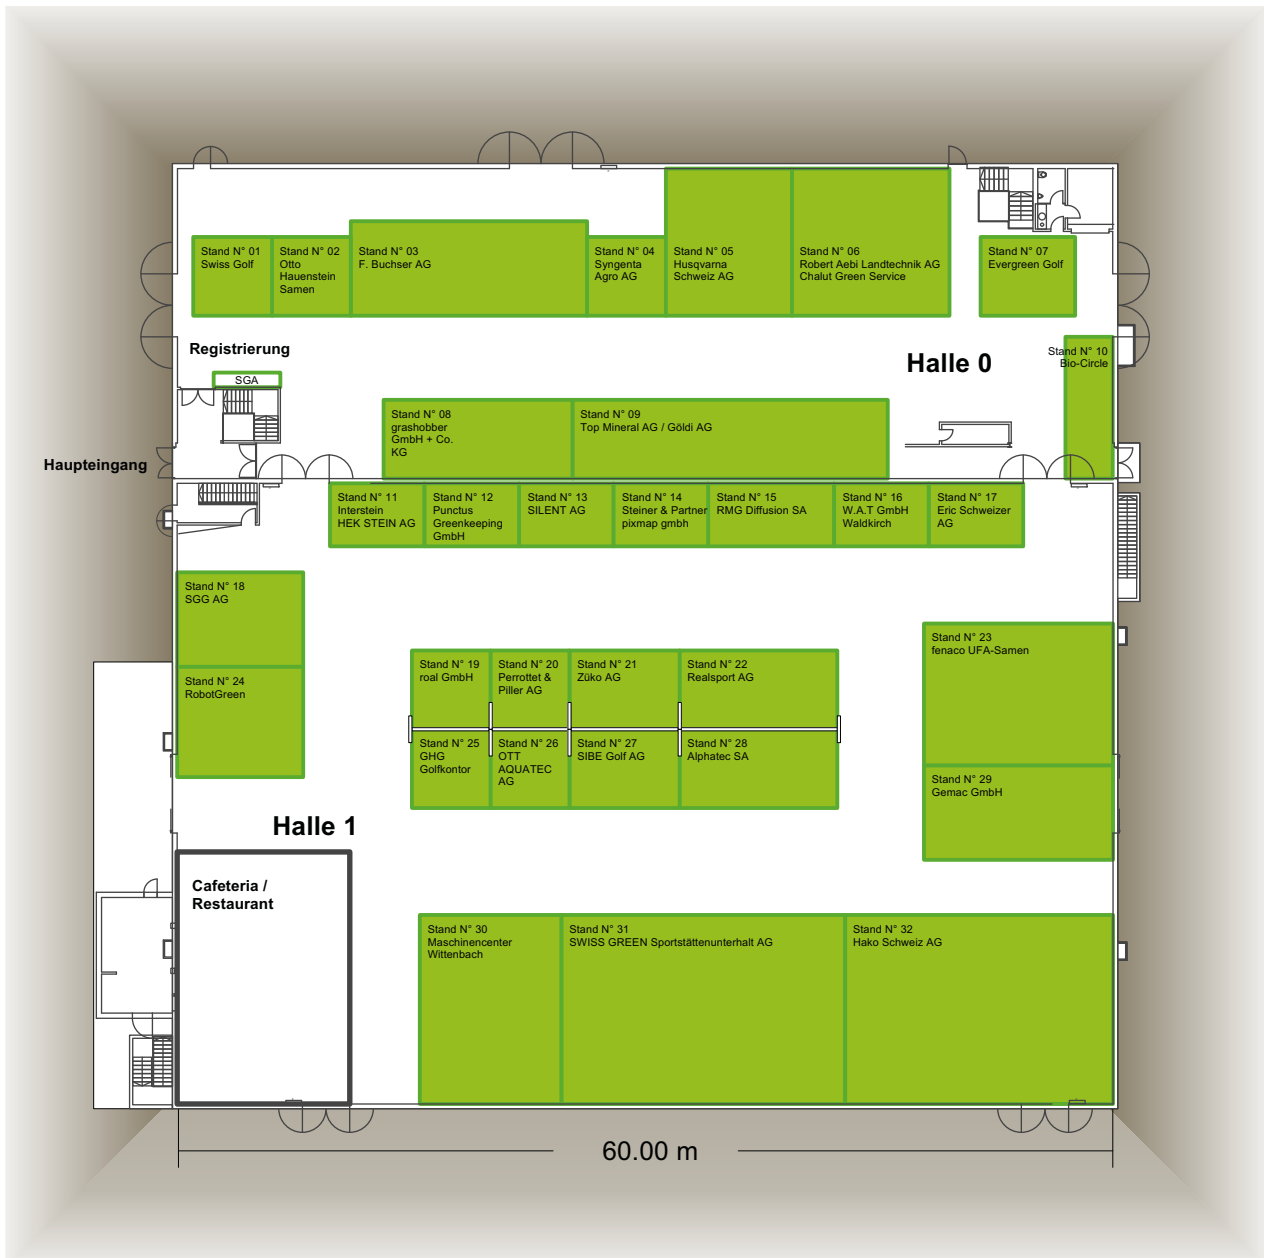 Stand N° 01
Swiss Golf
Stand N° 02
Otto
Hauenstein
Samen
Stand N° 03
F. Buchser AG
Stand N° 04
Syngenta
Agro AG
Stand N° 05
Husqvarna
Schweiz AG
Stand N° 06
Robert Aebi Landtechnik AG
Chalut Green Service
Stand N° 07
Evergreen Golf
Registrierung
SGA
Halle 0
Stand N° 10
Bio-Circle
Haupteingang
Stand N° 08
grashobber
GmbH + Co.
KG
Stand N° 09
Top Mineral AG / Göldi AG
Stand N° 11
Interstein
HEK STEIN AG
Stand N° 12
Punctus
Greenkeeping
GmbH
Stand N° 13
SILENT AG
Stand N° 14
Steiner & Partner
pixmap gmbh
Stand N° 15
RMG Diffusion SA
Stand N° 16
W.A.T GmbH
Waldkirch
Stand N° 17
Eric Schweizer
AG
Stand N° 18
SGG AG
Stand N° 19
roal GmbH
Stand N° 20
Perrottet &
Piller AG
Stand N° 21
Züko AG
Stand N° 22
Realsport AG
Stand N° 23
fenaco UFA-Samen
Stand N° 24
RobotGreen
Stand N° 25
GHG
Golfkontor
Stand N° 26
OTT
AQUATEC
AG
Stand N° 27
SIBE Golf AG
Stand N° 28
Alphatec SA
Stand N° 29
Gemac GmbH
Halle 1
Cafeteria /
Restaurant
Stand N° 30
Maschinencenter
Wittenbach
Stand N° 31
SWISS GREEN Sportstättenunterhalt AG
Stand N° 32
Hako Schweiz AG
60.00 m